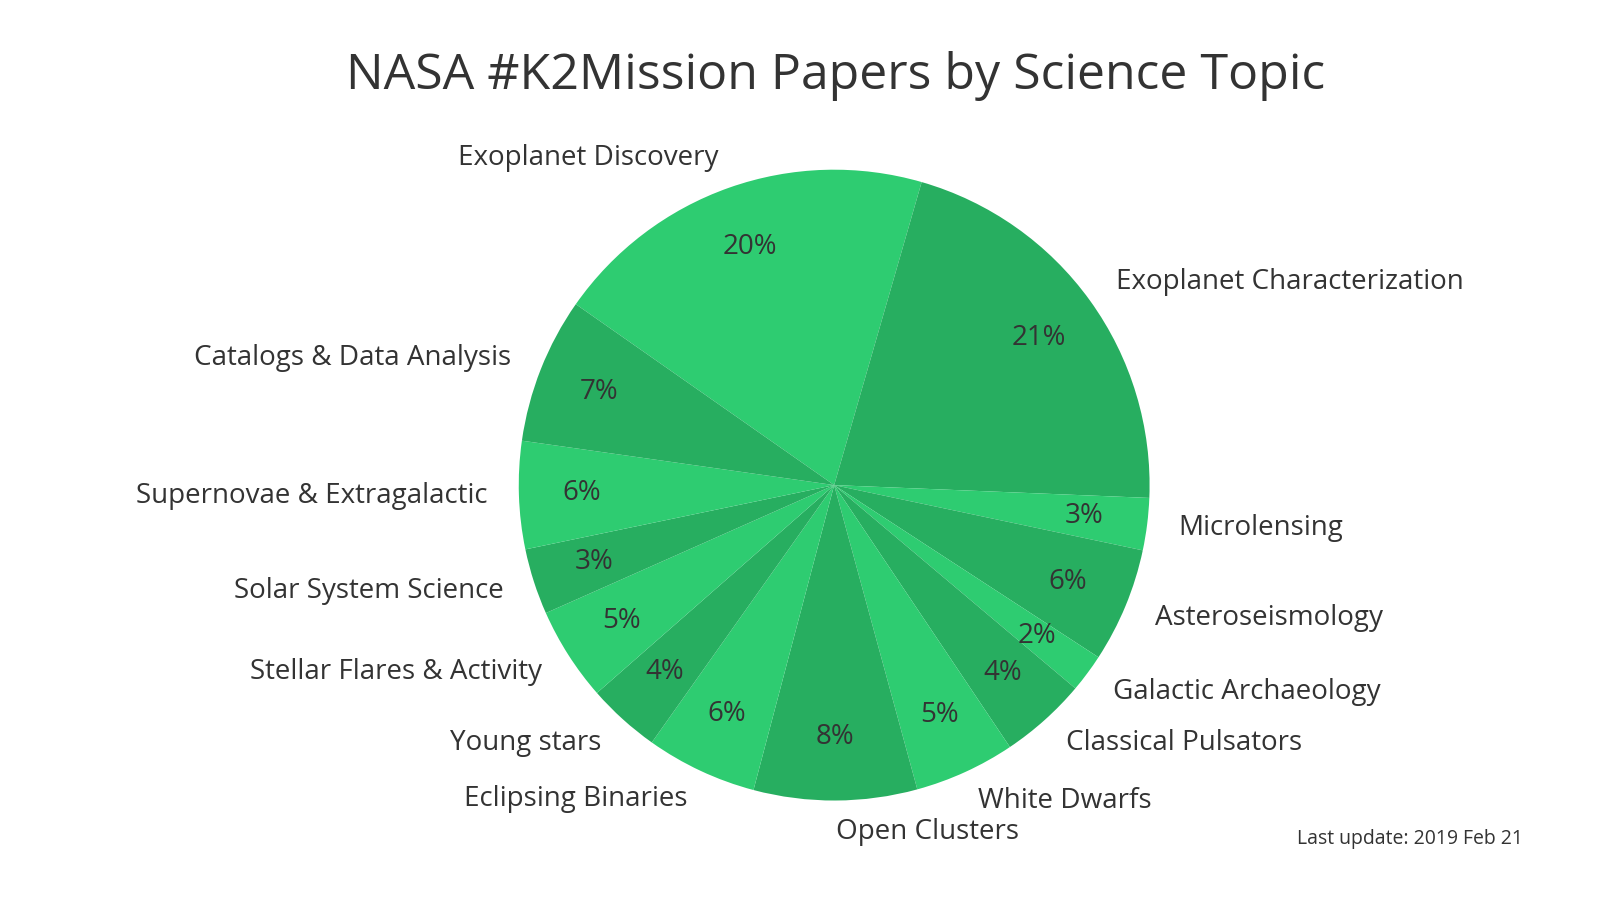 NASA #K2Mission Papers by Science Topic
Exoplanet Discovery
20%
Exoplanet Characterization
21%
Catalogs & Data Analysis
7%
Supernovae & Extragalactic
6%
3%
Microlensing
Solar System Science
3%
6%
Asteroseismology
Stellar Flares & Activity
5%
2%
Galactic Archaeology
Young stars
4%
4%
Classical Pulsators
Eclipsing Binaries
6%
8%
Open Clusters
5%
White Dwarfs
Last update: 2019 Feb 21